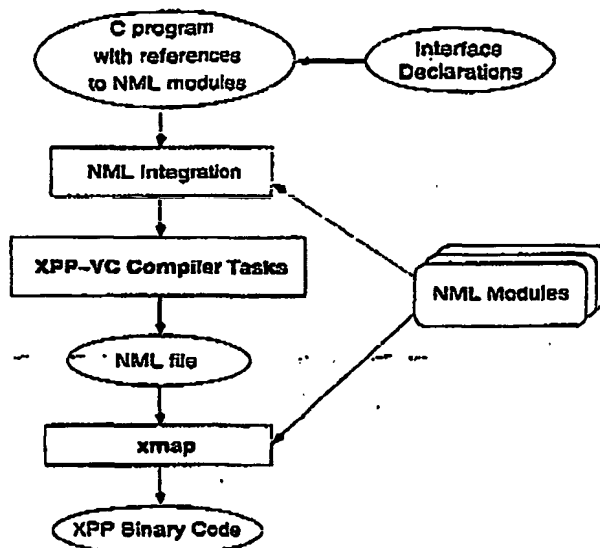 C program
with references
to NML modules
Interface
Declarations
NML Integration
XPP-VC Compiler Tasks
NML Modules
NML file
xmap
XPP Binary Code